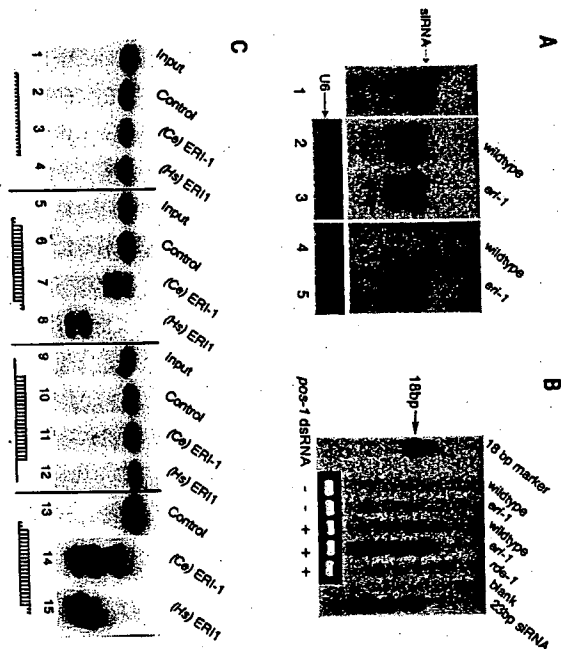 A
wildtype
eri-1
wildtype
eri-1
siRNA
U6
1 2 3 4 5
B
18 bp marker
wildtype
eri-1
wildtype
eri-1
rde-1
blank
23bp siRNA
18bp
pos-1 dsRNA - - + + +
C
Input
Control
(Ce) ERI-1
(Hs) ERI1
Input
Control
(Ce) ERI-1
(Hs) ERI1
Input
Control
(Ce) ERI-1
(Hs) ERI1
Control
(Ce) ERI-1
(Hs) ERI1
1 2 3 4 5 6 7 8 9 10 11 12 13 14 15